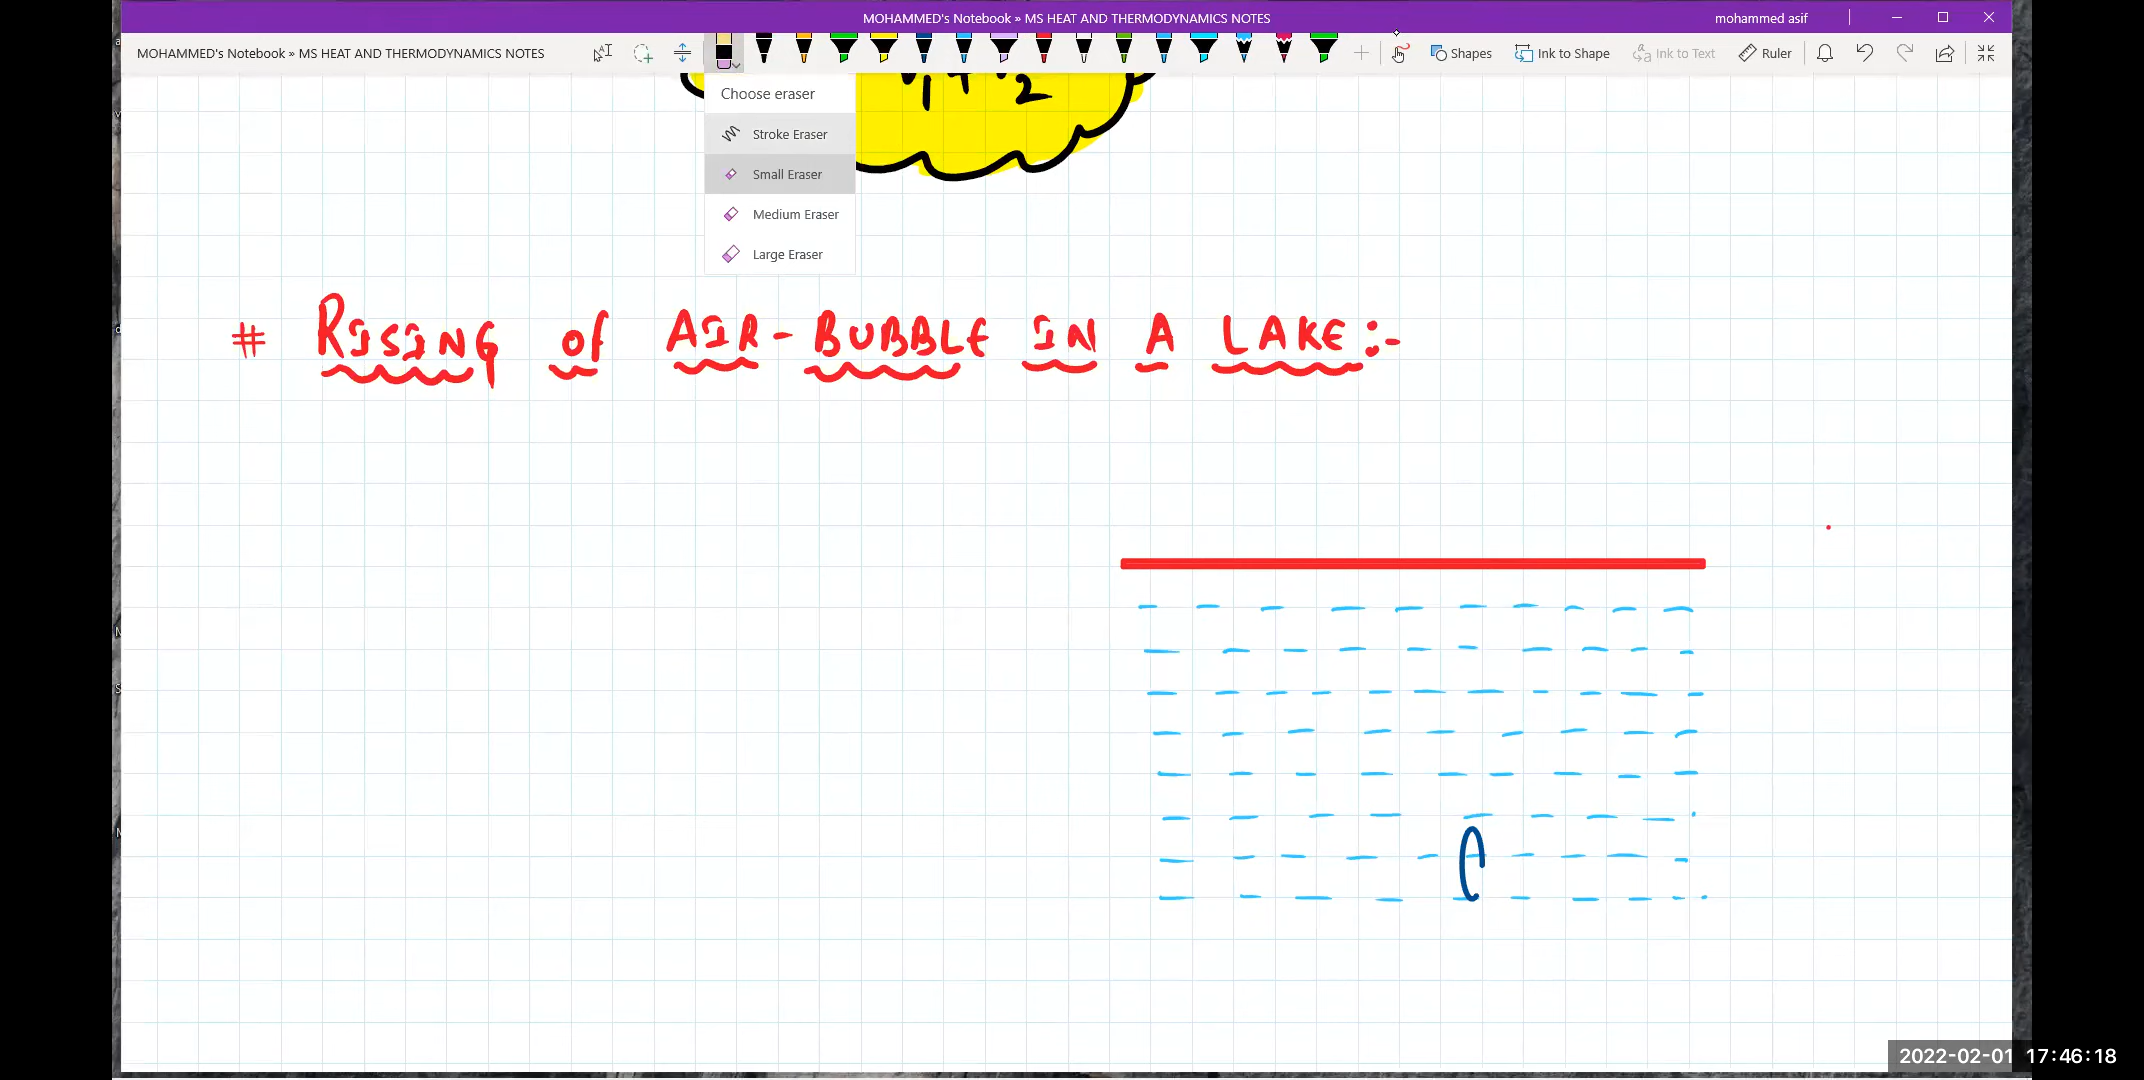 MOHAMMED's Notebook » MS HEAT AND THERMODYNAMICS NOTES
mohammed asif
MOHAMMED's Notebook » MS HEAT AND THERMODYNAMICS NOTES
Shapes
Ink to Shape
Ink to Text
Ruler
Choose eraser
Stroke Eraser
Small Eraser
Medium Eraser
Large Eraser
# RISING of AIR-BUBBLE IN A LAKE:-
2022-02-01 17:46:18